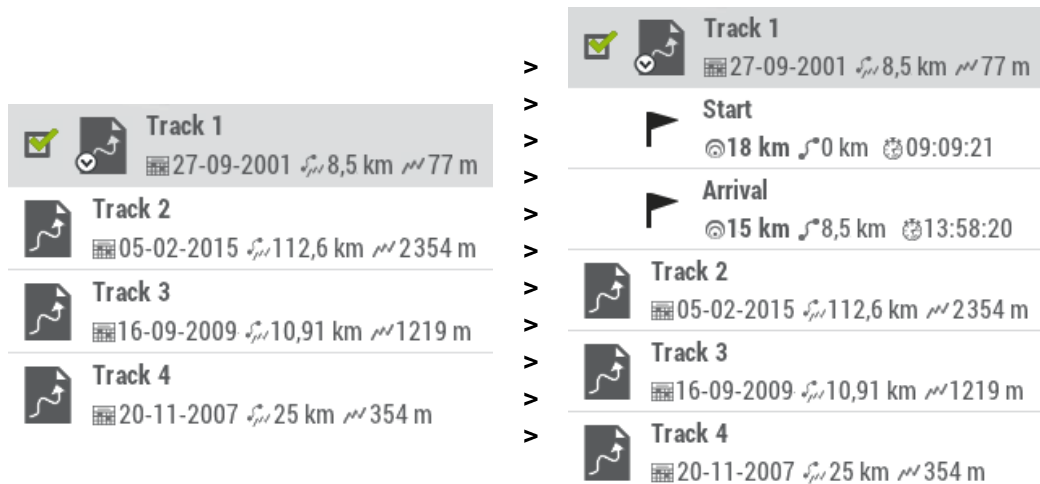 Track 1
27-09-2001 8,5 km 77 m
Track 2
05-02-2015 112,6 km 2354 m
Track 3
16-09-2009 10,91 km 1219 m
Track 4
20-11-2007 25 km 354 m
>
>
>
>
>
>
>
>
>
>
>
Track 1
27-09-2001 8,5 km 77 m
Start
18 km 0 km 09:09:21
Arrival
15 km 8,5 km 13:58:20
Track 2
05-02-2015 112,6 km 2354 m
Track 3
16-09-2009 10,91 km 1219 m
Track 4
20-11-2007 25 km 354 m